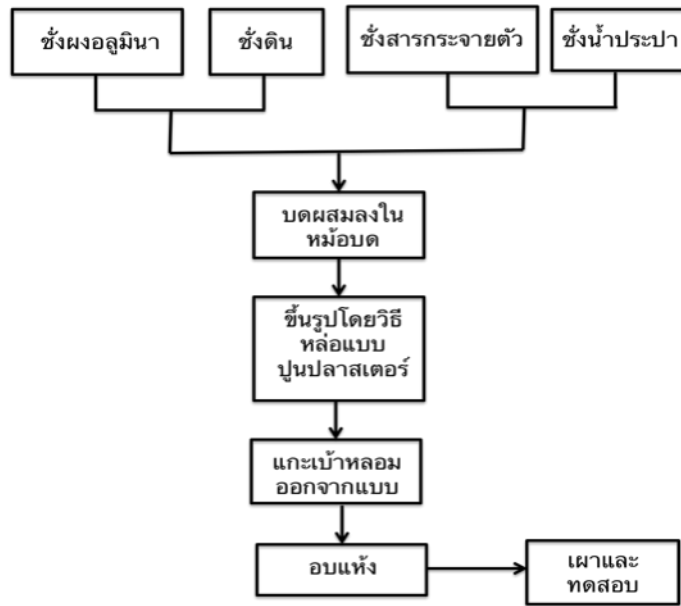 ชั่งผงอลูมินา
ชั่งดิน
ชั่งสารกระจายตัว
ชั่งน้ำประปา
บดผสมลงใน
หม้อบด
ขึ้นรูปโดยวิธี
หล่อแบบ
ปูนปลาสเตอร์
แกะเบ้าหลอม
ออกจากแบบ
อบแห้ง
เผาและ
ทดสอบ